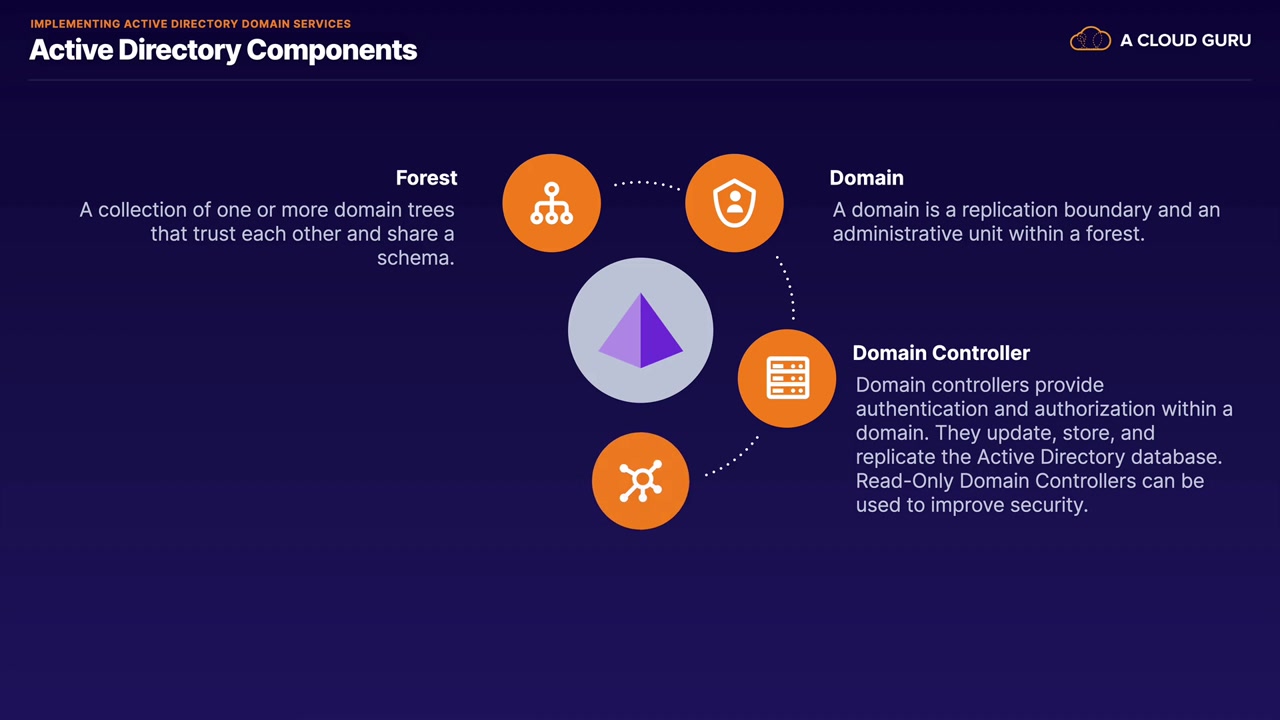 IMPLEMENTING ACTIVE DIRECTORY DOMAIN SERVICES
Active Directory Components
A CLOUD GURU
Forest
A collection of one or more domain trees
that trust each other and share a
schema.
Domain
A domain is a replication boundary and an
administrative unit within a forest.
Domain Controller
Domain controllers provide
authentication and authorization within a
domain. They update, store, and
replicate the Active Directory database.
Read-Only Domain Controllers can be
used to improve security.